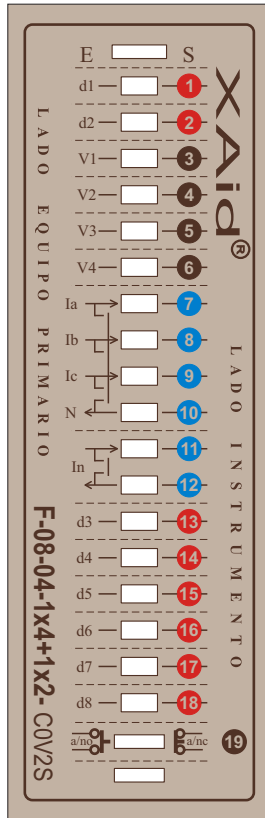 E S
d1 1
d2 2
V1 3
V2 4
V3 5
V4 6
Ia 7
Ib 8
Ic 9
N 10
In 11
12
d3 13
d4 14
d5 15
d6 16
d7 17
d8 18
a/no a/nc 19
LADO EQUIPO PRIMARIO
F-08-04-1x4+1x2- C0V2S
XAid®
LADO INSTRUMENTO